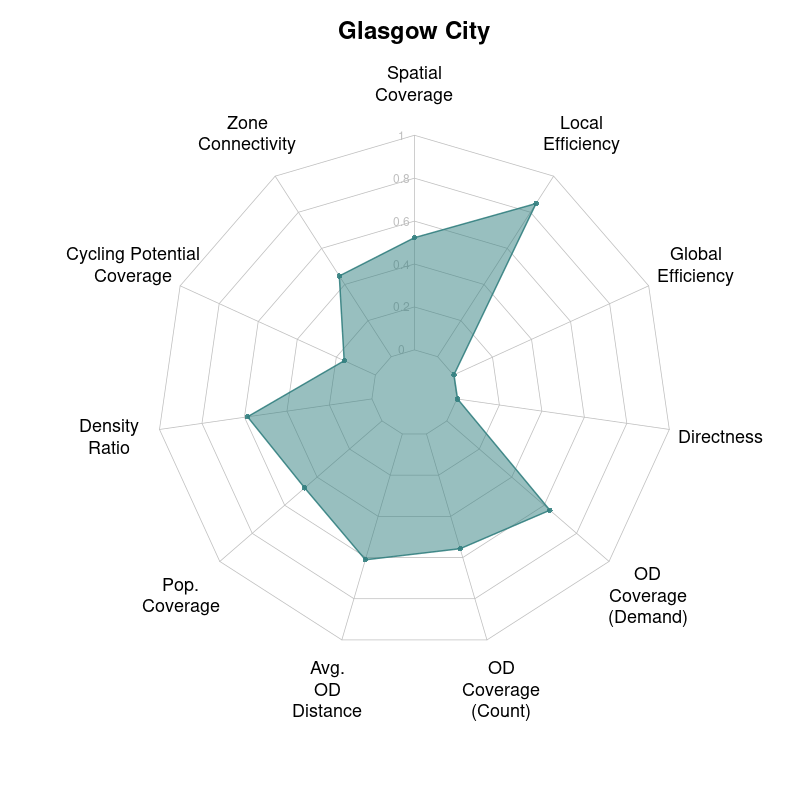 Glasgow City
Spatial
Coverage
Local
Efficiency
Global
Efficiency
Directness
OD
Coverage
(Demand)
OD
Coverage
(Count)
Avg.
OD
Distance
Pop.
Coverage
Density
Ratio
Cycling Potential
Coverage
Zone
Connectivity
1
0.8
0.6
0.4
0.2
0